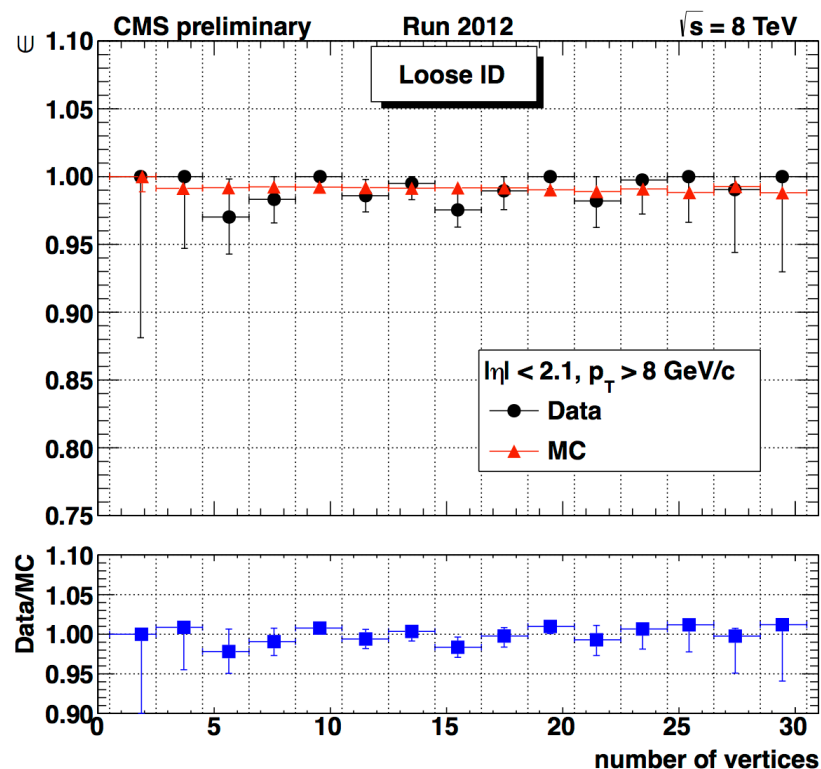 CMS preliminary Run 2012 √s = 8 TeV
Loose ID
∈
1.10
1.05
1.00
0.95
0.90
0.85
0.80
0.75
|η| < 2.1, p_T > 8 GeV/c
Data
MC
Data/MC
1.10
1.05
1.00
0.95
0.90
0 5 10 15 20 25 30
number of vertices